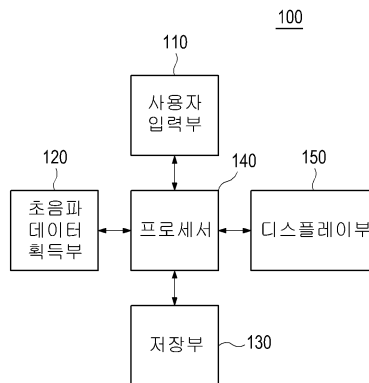 100
110
사용자
입력부
120
140
150
초음파
데이터
획득부
프로세서
디스플레이부
저장부
130